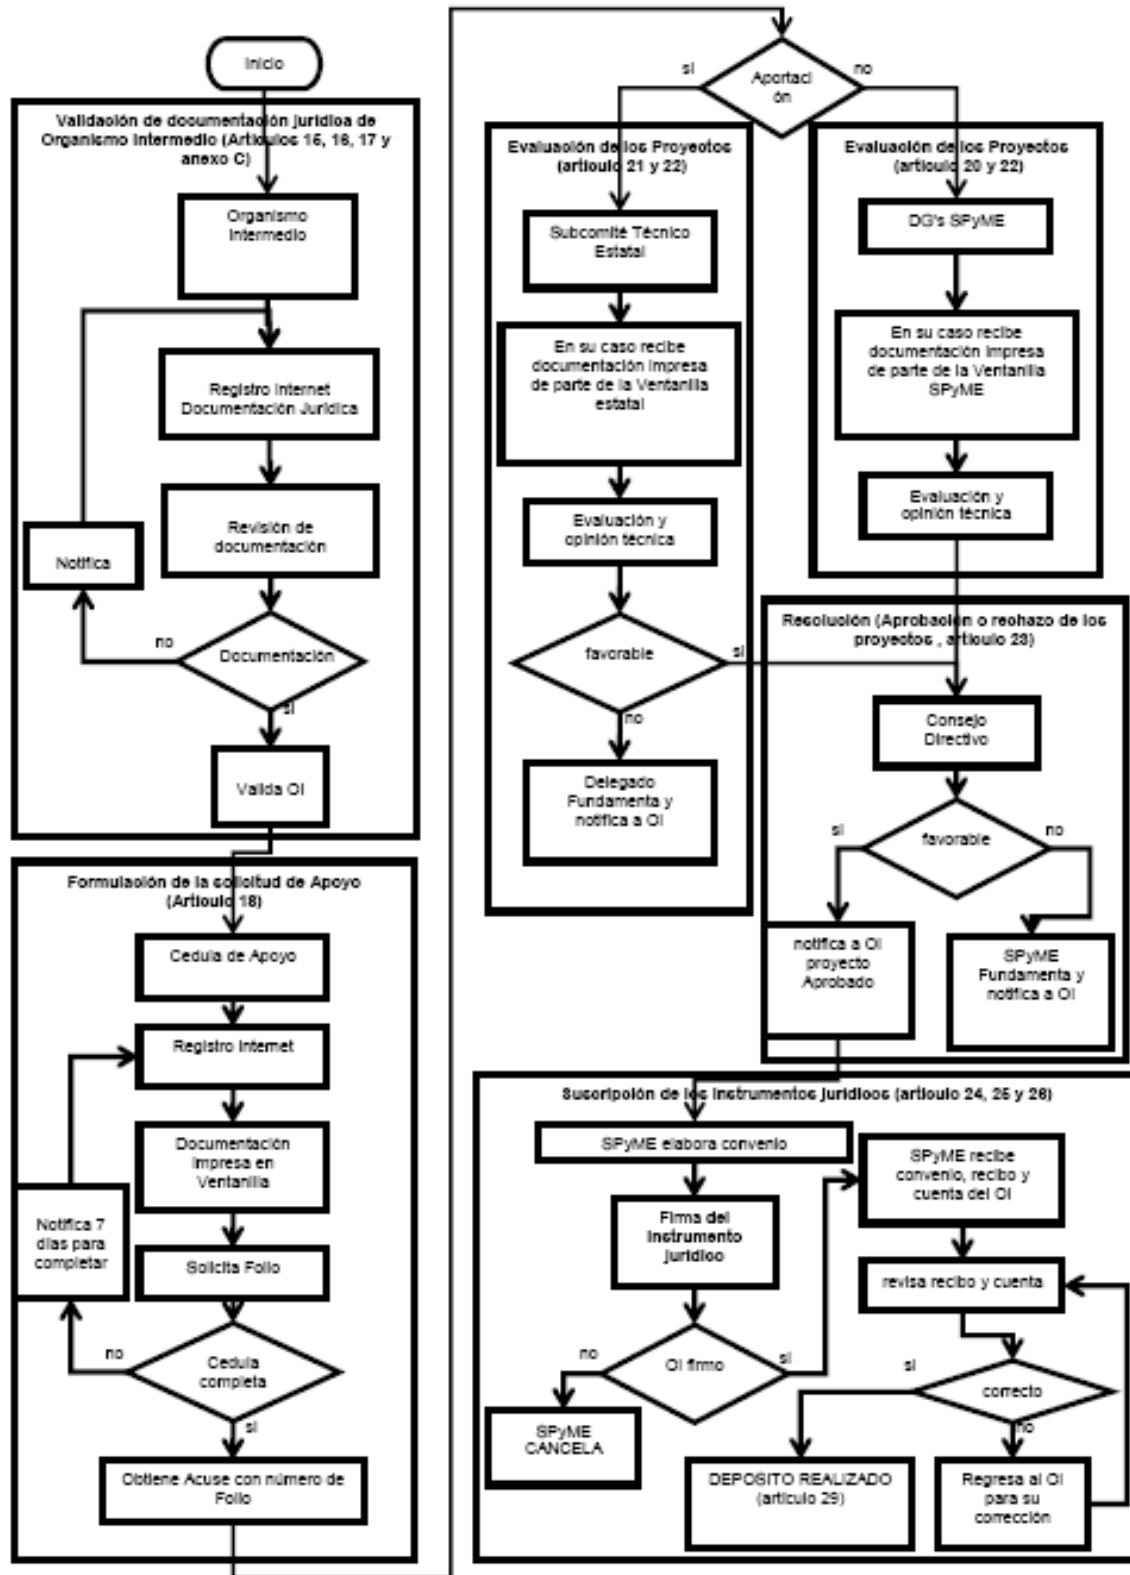 Inicio
Validación de documentación jurídica de
Organismo Intermedio (Artículos 15, 16, 17 y
anexo C)
Organismo
Intermedio
Registro Internet
Documentación Jurídica
Revisión de
documentación
Notifica
no
Documentación
si
Valida OI
Formulación de la solicitud de Apoyo
(Artículo 18)
Cedula de Apoyo
Registro Internet
Documentación
Impresa en
Ventanilla
Notifica 7
días para
completar
Solicita Folio
no
Cedula
completa
si
Obtiene Acuse con número de
Folio
si
Aportaci
ón
no
Evaluación de los Proyectos
(artículo 21 y 22)
Subcomité Técnico
Estatal
En su caso recibe
documentación Impresa
de parte de la Ventanilla
estatal
Evaluación y
opinión técnica
favorable
si
no
Delegado
Fundamenta y
notifica a OI
Evaluación de los Proyectos
(artículo 20 y 22)
DG's SPyME
En su caso recibe
documentación Impresa
de parte de la Ventanilla
SPyME
Evaluación y
opinión técnica
Resolución (Aprobación o rechazo de los
proyectos , artículo 23)
Consejo
Directivo
si
favorable
no
notifica a OI
proyecto
Aprobado
SPyME
Fundamenta y
notifica a OI
Suscripción de los Instrumentos jurídicos (artículo 24, 25 y 26)
SPyME elabora convenio
Firma del
Instrumento
jurídico
no
OI firmo
si
SPyME
CANCELA
SPyME recibe
convenio, recibo y
cuenta del OI
revisa recibo y cuenta
si
correcto
no
DEPOSITO REALIZADO
(artículo 29)
Regresa al OI
para su
corrección